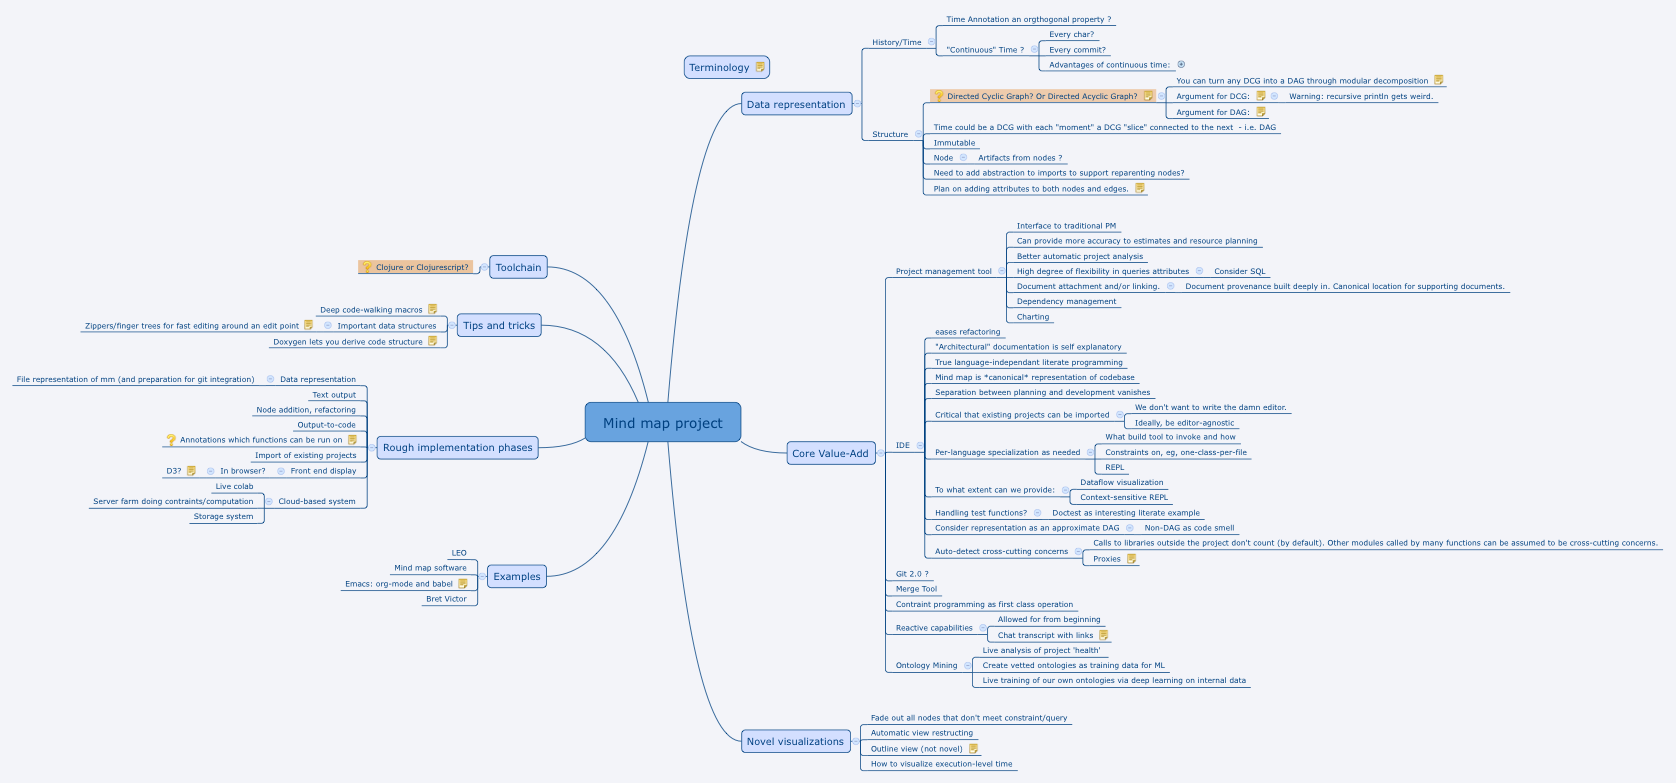 Mind map project
Terminology
Data representation
History/Time
Time Annotation an orgthogonal property ?
"Continuous" Time ?
Every char?
Every commit?
Advantages of continuous time:
Structure
Directed Cyclic Graph? Or Directed Acyclic Graph?
You can turn any DCG into a DAG through modular decomposition
Argument for DCG:
Warning: recursive println gets weird.
Argument for DAG:
Time could be a DCG with each "moment" a DCG "slice" connected to the next - i.e. DAG
Immutable
Node
Artifacts from nodes ?
Need to add abstraction to imports to support reparenting nodes?
Plan on adding attributes to both nodes and edges.
Core Value-Add
Project management tool
Interface to traditional PM
Can provide more accuracy to estimates and resource planning
Better automatic project analysis
High degree of flexibility in queries attributes
Consider SQL
Document attachment and/or linking.
Document provenance built deeply in. Canonical location for supporting documents.
Dependency management
Charting
IDE
eases refactoring
"Architectural" documentation is self explanatory
True language-independant literate programming
Mind map is *canonical* representation of codebase
Separation between planning and development vanishes
Critical that existing projects can be imported
We don't want to write the damn editor.
Ideally, be editor-agnostic
Per-language specialization as needed
What build tool to invoke and how
Constraints on, eg, one-class-per-file
REPL
To what extent can we provide:
Dataflow visualization
Context-sensitive REPL
Handling test functions?
Doctest as interesting literate example
Consider representation as an approximate DAG
Non-DAG as code smell
Auto-detect cross-cutting concerns
Calls to libraries outside the project don't count (by default). Other modules called by many functions can be assumed to be cross-cutting concerns.
Proxies
Git 2.0 ?
Merge Tool
Contraint programming as first class operation
Reactive capabilities
Allowed for from beginning
Chat transcript with links
Ontology Mining
Live analysis of project 'health'
Create vetted ontologies as training data for ML
Live training of our own ontologies via deep learning on internal data
Novel visualizations
Fade out all nodes that don't meet constraint/query
Automatic view restructing
Outline view (not novel)
How to visualize execution-level time
Toolchain
Clojure or Clojurescript?
Tips and tricks
Deep code-walking macros
Important data structures
Zippers/finger trees for fast editing around an edit point
Doxygen lets you derive code structure
Rough implementation phases
Data representation
File representation of mm (and preparation for git integration)
Text output
Node addition, refactoring
Output-to-code
Annotations which functions can be run on
Import of existing projects
Front end display
In browser?
D3?
Cloud-based system
Live colab
Server farm doing contraints/computation
Storage system
Examples
LEO
Mind map software
Emacs: org-mode and babel
Bret Victor